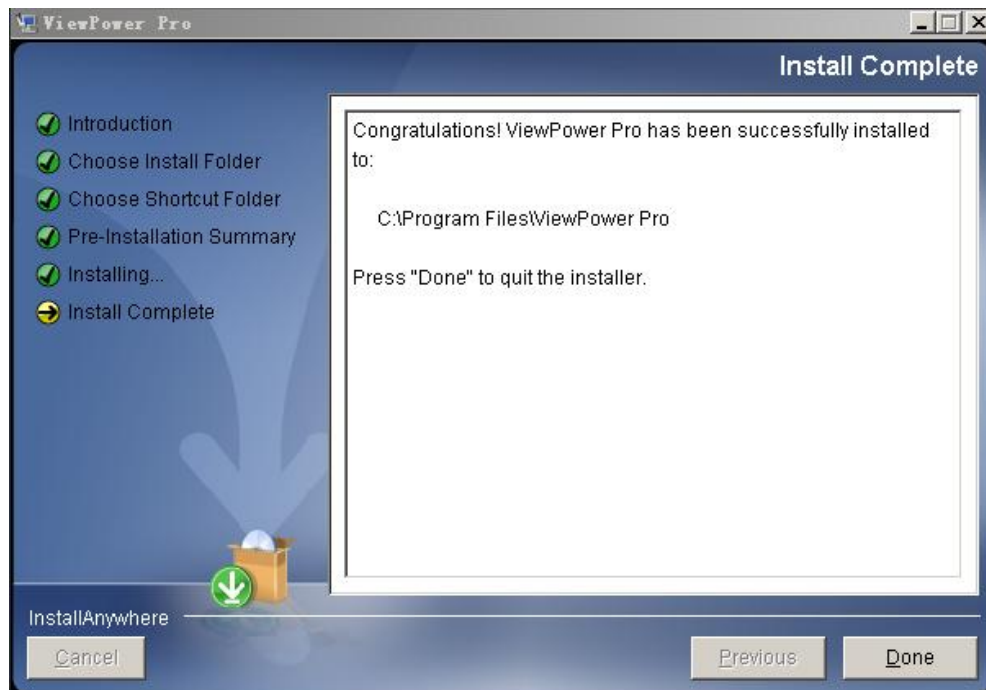 ViewPower Pro
Install Complete
Introduction
Choose Install Folder
Choose Shortcut Folder
Pre-Installation Summary
Installing...
Install Complete
Congratulations! ViewPower Pro has been successfully installed
to:
C:\Program Files\ViewPower Pro
Press "Done" to quit the installer.
InstallAnywhere
Cancel
Previous
Done